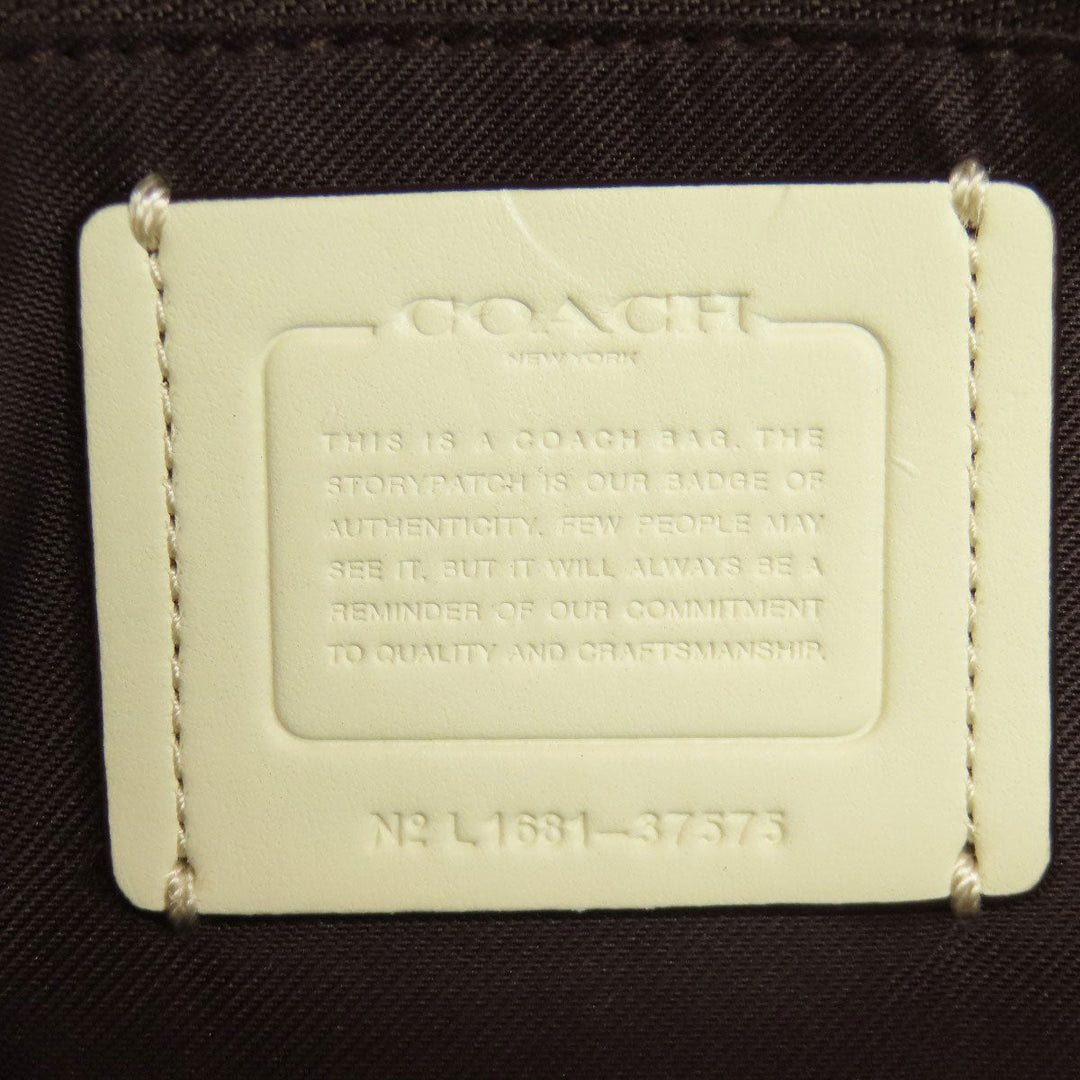 COACH
NEW YORK
THIS IS A COACH BAG. THE
STORYPATCH IS OUR BADGE OF
AUTHENTICITY. FEW PEOPLE MAY
SEE IT, BUT IT WILL ALWAYS BE A
REMINDER OF OUR COMMITMENT
TO QUALITY AND CRAFTSMANSHIP.
Nº L1681-37575